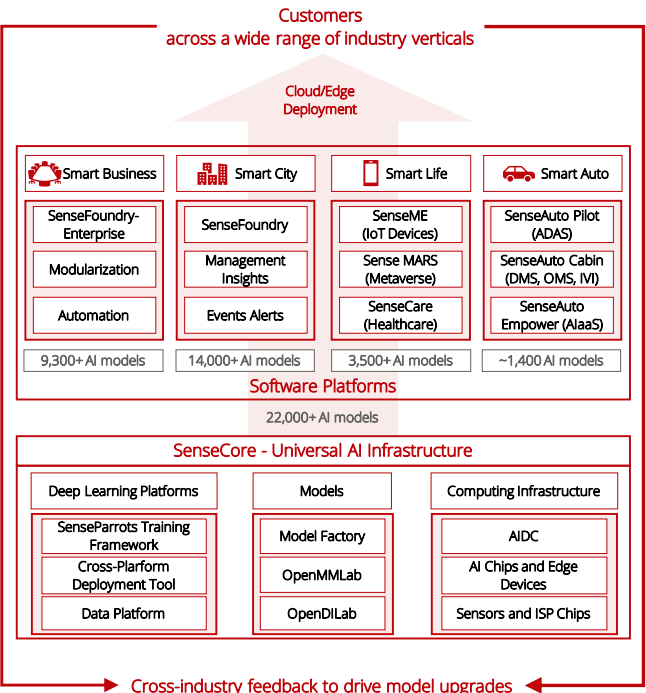 Customers
across a wide range of industry verticals
Cloud/Edge
Deployment
Smart Business
Smart City
Smart Life
Smart Auto
SenseFoundry-
Enterprise
Modularization
Automation
SenseFoundry
Management
Insights
Events Alerts
SenseME
(IoT Devices)
Sense MARS
(Metaverse)
SenseCare
(Healthcare)
SenseAuto Pilot
(ADAS)
SenseAuto Cabin
(DMS, OMS, IVI)
SenseAuto
Empower (AIaaS)
9,300+ AI models
14,000+ AI models
3,500+ AI models
~1,400 AI models
Software Platforms
22,000+ AI models
SenseCore - Universal AI Infrastructure
Deep Learning Platforms
Models
Computing Infrastructure
SenseParrots Training
Framework
Cross-Plarform
Deployment Tool
Data Platform
Model Factory
OpenMMLab
OpenDILab
AIDC
AI Chips and Edge
Devices
Sensors and ISP Chips
Cross-industry feedback to drive model upgrades